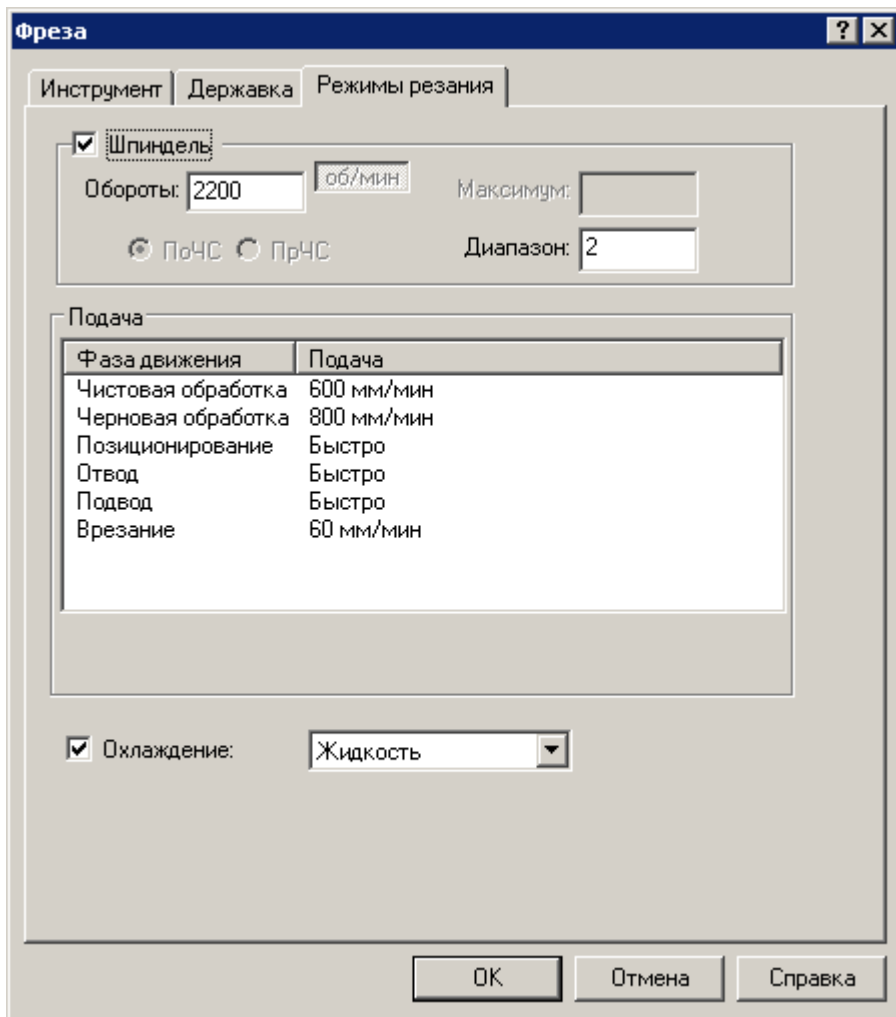 Фреза
Инструмент Державка Режимы резания
Шпиндель
Обороты: 2200 об/мин Максимум:
ПоЧС ПрЧС Диапазон: 2
Подача
Фаза движения Подача
Чистовая обработка 600 мм/мин
Черновая обработка 800 мм/мин
Позиционирование Быстро
Отвод Быстро
Подвод Быстро
Врезание 60 мм/мин
Охлаждение: Жидкость
OK Отмена Справка